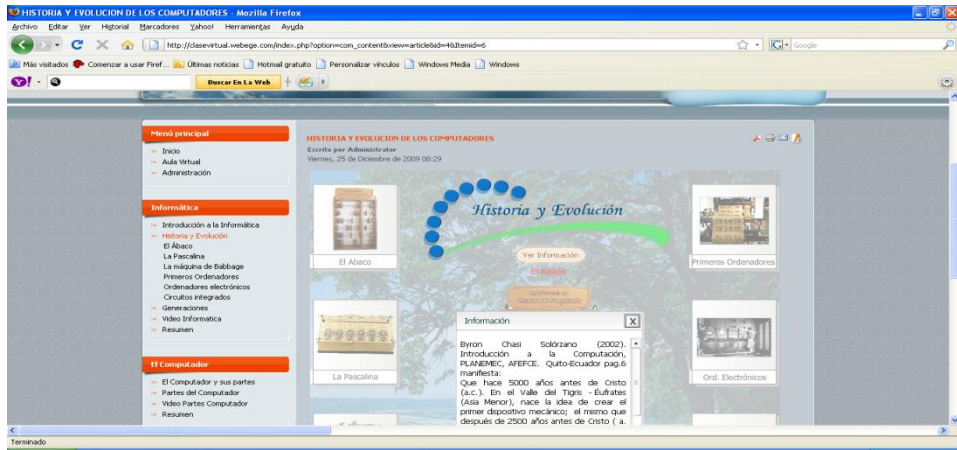 HISTORIA Y EVOLUCION DE LOS COMPUTADORES - Mozilla Firefox
Archivo Editar Ver Historial Marcadores Yahoo! Herramientas Ayuda
http://clasevirtual.webege.com/index.php?option=com_content&view=article&id=4&Itemid=6
Google
Más visitados Comenzar a usar Firef... Últimas noticias Hotmail gratuito Personalizar vínculos Windows Media Windows
Buscar En La Web
Menú principal
Inicio
Aula Virtual
Administración
Informática
Introducción a la Informática
Historia y Evolución
El Ábaco
La Pascalina
La máquina de Babbage
Primeros Ordenadores
Ordenadores electrónicos
Circuitos integrados
Generaciones
Video Informatica
Resumen
El Computador
El Computador y sus partes
Partes del Computador
Video Partes Computador
Resumen
HISTORIA Y EVOLUCION DE LOS COMPUTADORES
Escrito por Administrator
Viernes, 25 de Diciembre de 2009 08:29
Historia y Evolución
Ver Información
El Abaco
El Abaco
Primeros Ordenadores
La Pascalina
Ord. Electrónicos
Información
X
Byron Chasi Solórzano (2002).
Introducción a la Computación,
PLANEMEC, AFEFCE. Quito-Ecuador pag.6
manifiesta:
Que hace 5000 años antes de Cristo
(a.c.). En el Valle del Tigris - Éufrates
(Asia Menor), nace la idea de crear el
primer dispositivo mecánico; el mismo que
después de 2500 años antes de Cristo ( a.
Terminado